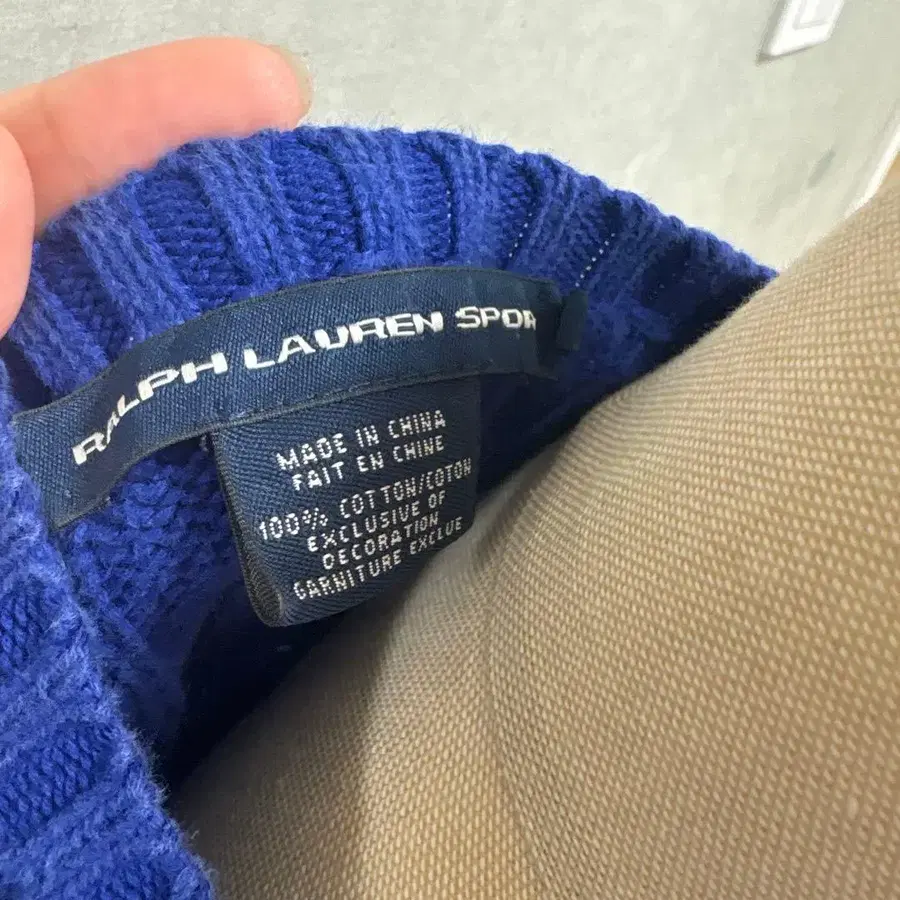 RALPH LAUREN SPOR
MADE IN CHINA
FAIT EN CHINE
100% COTTON/COTON
EXCLUSIVE OF
DECORATION
GARNITURE EXCLUE